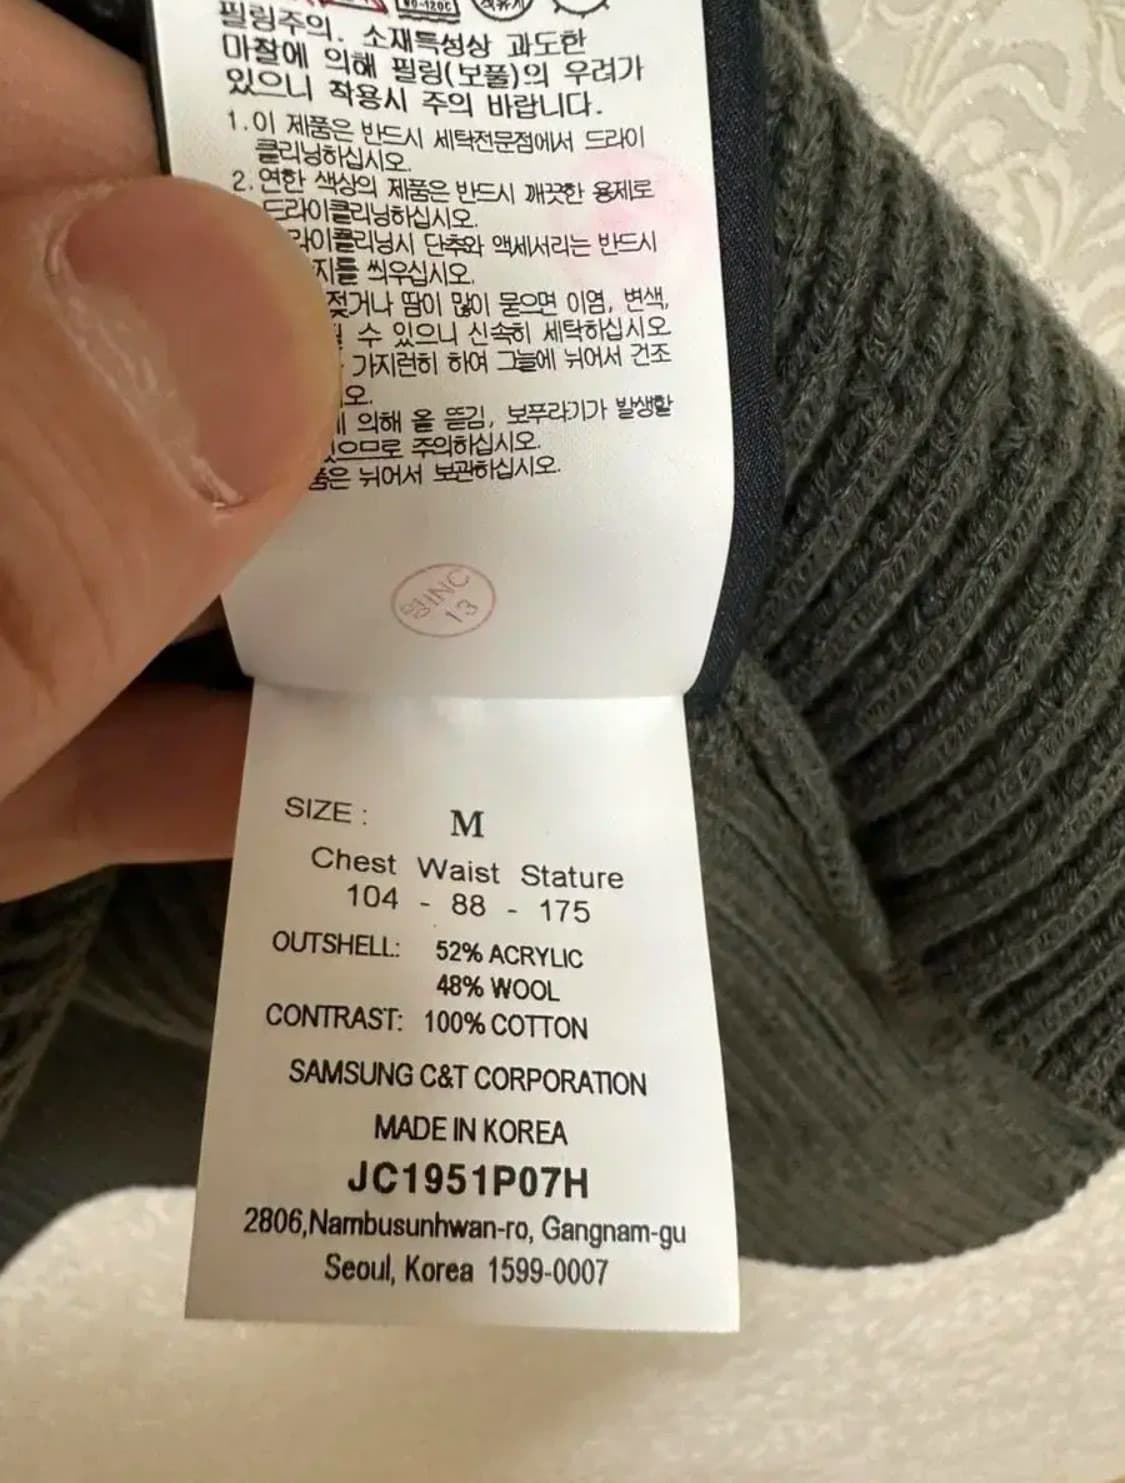 필링주의. 소재특성상 과도한
마찰에 의해 필링(보풀)의 우려가
있으니 착용시 주의 바랍니다.
1.이 제품은 반드시 세탁전문점에서 드라이
클리닝하십시오.
2.연한 색상의 제품은 반드시 깨끗한 용제로
드라이클리닝하십시오.
라이클리닝시 단추와 액세서리는 반드시
지를 씌우십시오.
젖거나 땀이 많이 묻으면 이염, 변색,
수 있으니 신속히 세탁하십시오
가지런히 하여 그늘에 뉘어서 건조
오.
의해 올 뜯김, 보푸라기가 발생할
있으므로 주의하십시오.
품은 뉘어서 보관하십시오.
INC
13
SIZE : M
Chest Waist Stature
104 - 88 - 175
OUTSHELL: 52% ACRYLIC
48% WOOL
CONTRAST: 100% COTTON
SAMSUNG C&T CORPORATION
MADE IN KOREA
JC1951P07H
2806,Nambusunhwan-ro, Gangnam-gu
Seoul, Korea 1599-0007